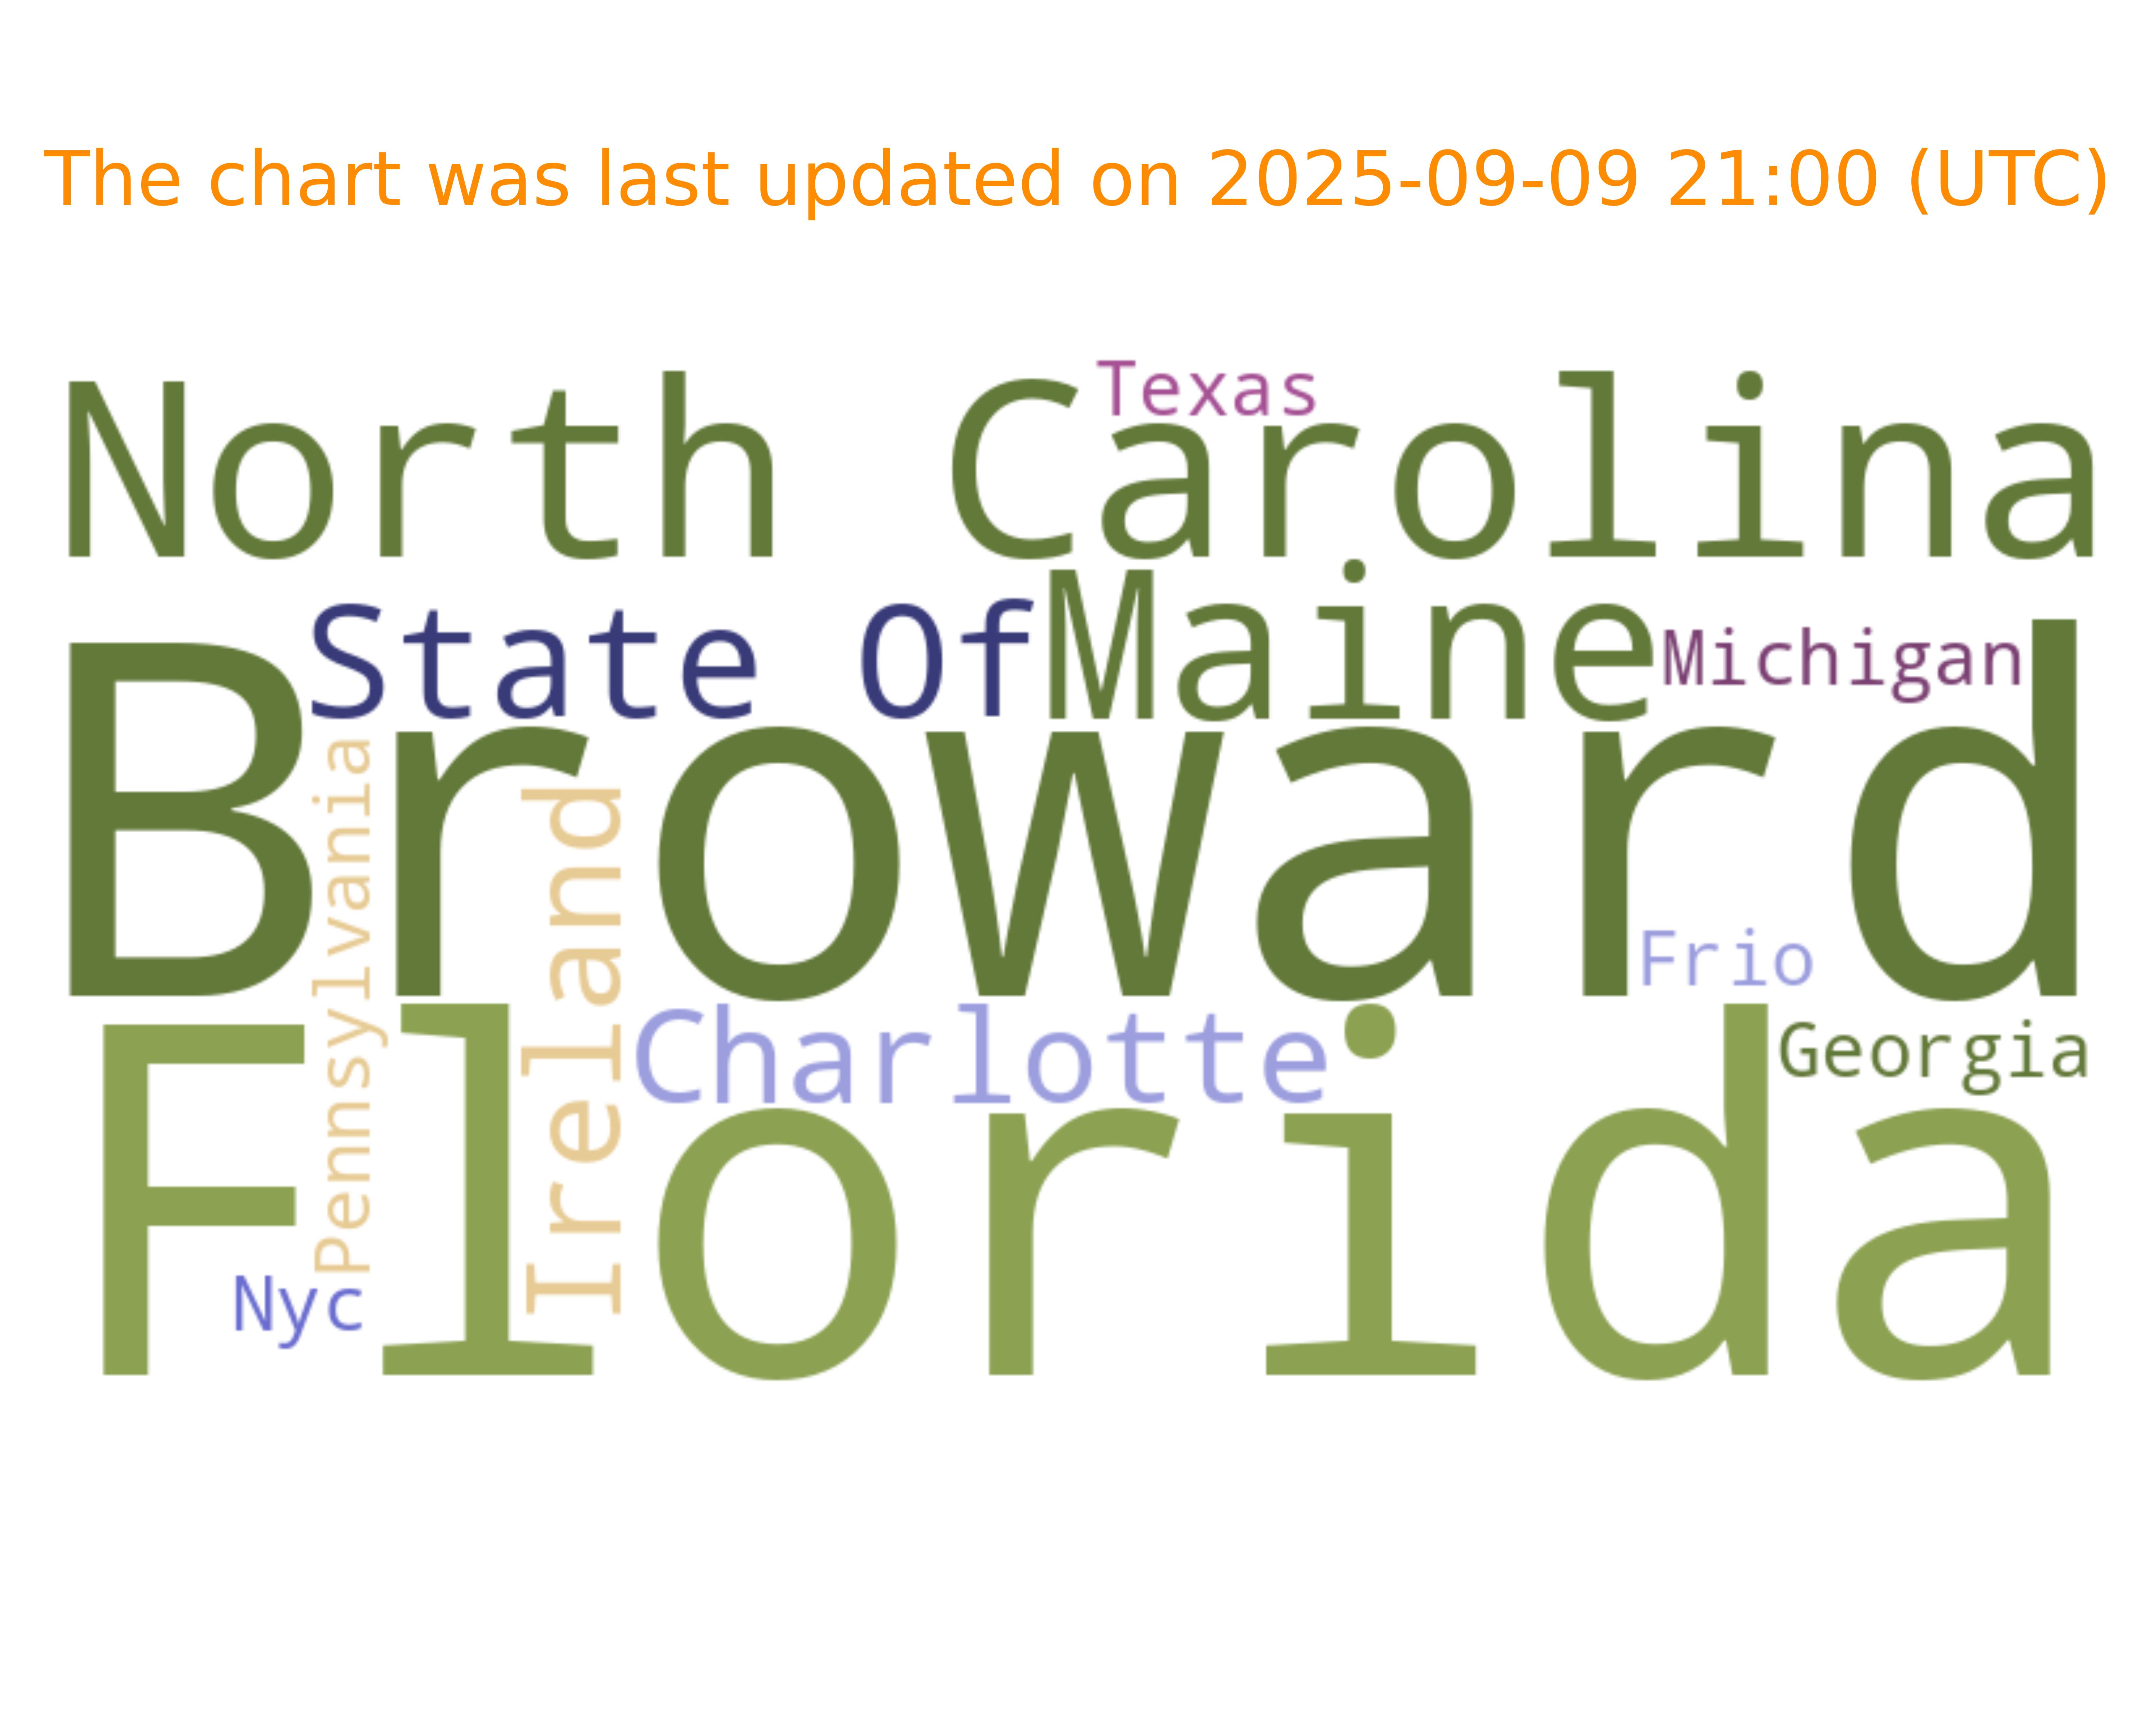 The chart was last updated on 2025-09-09 21:00 (UTC)
Texas
North Carolina
State Of
Maine
Michigan
Broward
Pennsylvania
Ireland
Frio
Charlotte
Georgia
Florida
Nyc